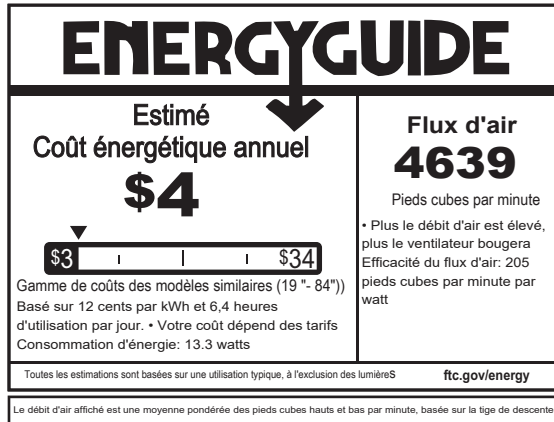 ENERGYGUIDE
Estimé
Coût énergétique annuel
$4
$3
$34
Gamme de coûts des modèles similaires (19 "- 84"))
Basé sur 12 cents par kWh et 6,4 heures
d'utilisation par jour. • Votre coût dépend des tarifs
Consommation d'énergie: 13.3 watts
Flux d'air
4639
Pieds cubes par minute
• Plus le débit d'air est élevé,
plus le ventilateur bougera
Efficacité du flux d'air: 205
pieds cubes par minute par
watt
Toutes les estimations sont basées sur une utilisation typique, à l'exclusion des lumièreS
ftc.gov/energy
Le débit d'air affiché est une moyenne pondérée des pieds cubes hauts et bas par minute, basée sur la tige de descente